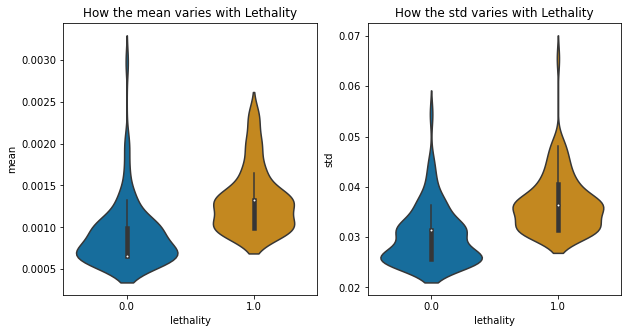 How the mean varies with Lethality
0.0030
0.0025
0.0020
0.0015
0.0010
0.0005
mean
0.0
1.0
lethality
How the std varies with Lethality
0.07
0.06
0.05
0.04
0.03
0.02
std
0.0
1.0
lethality